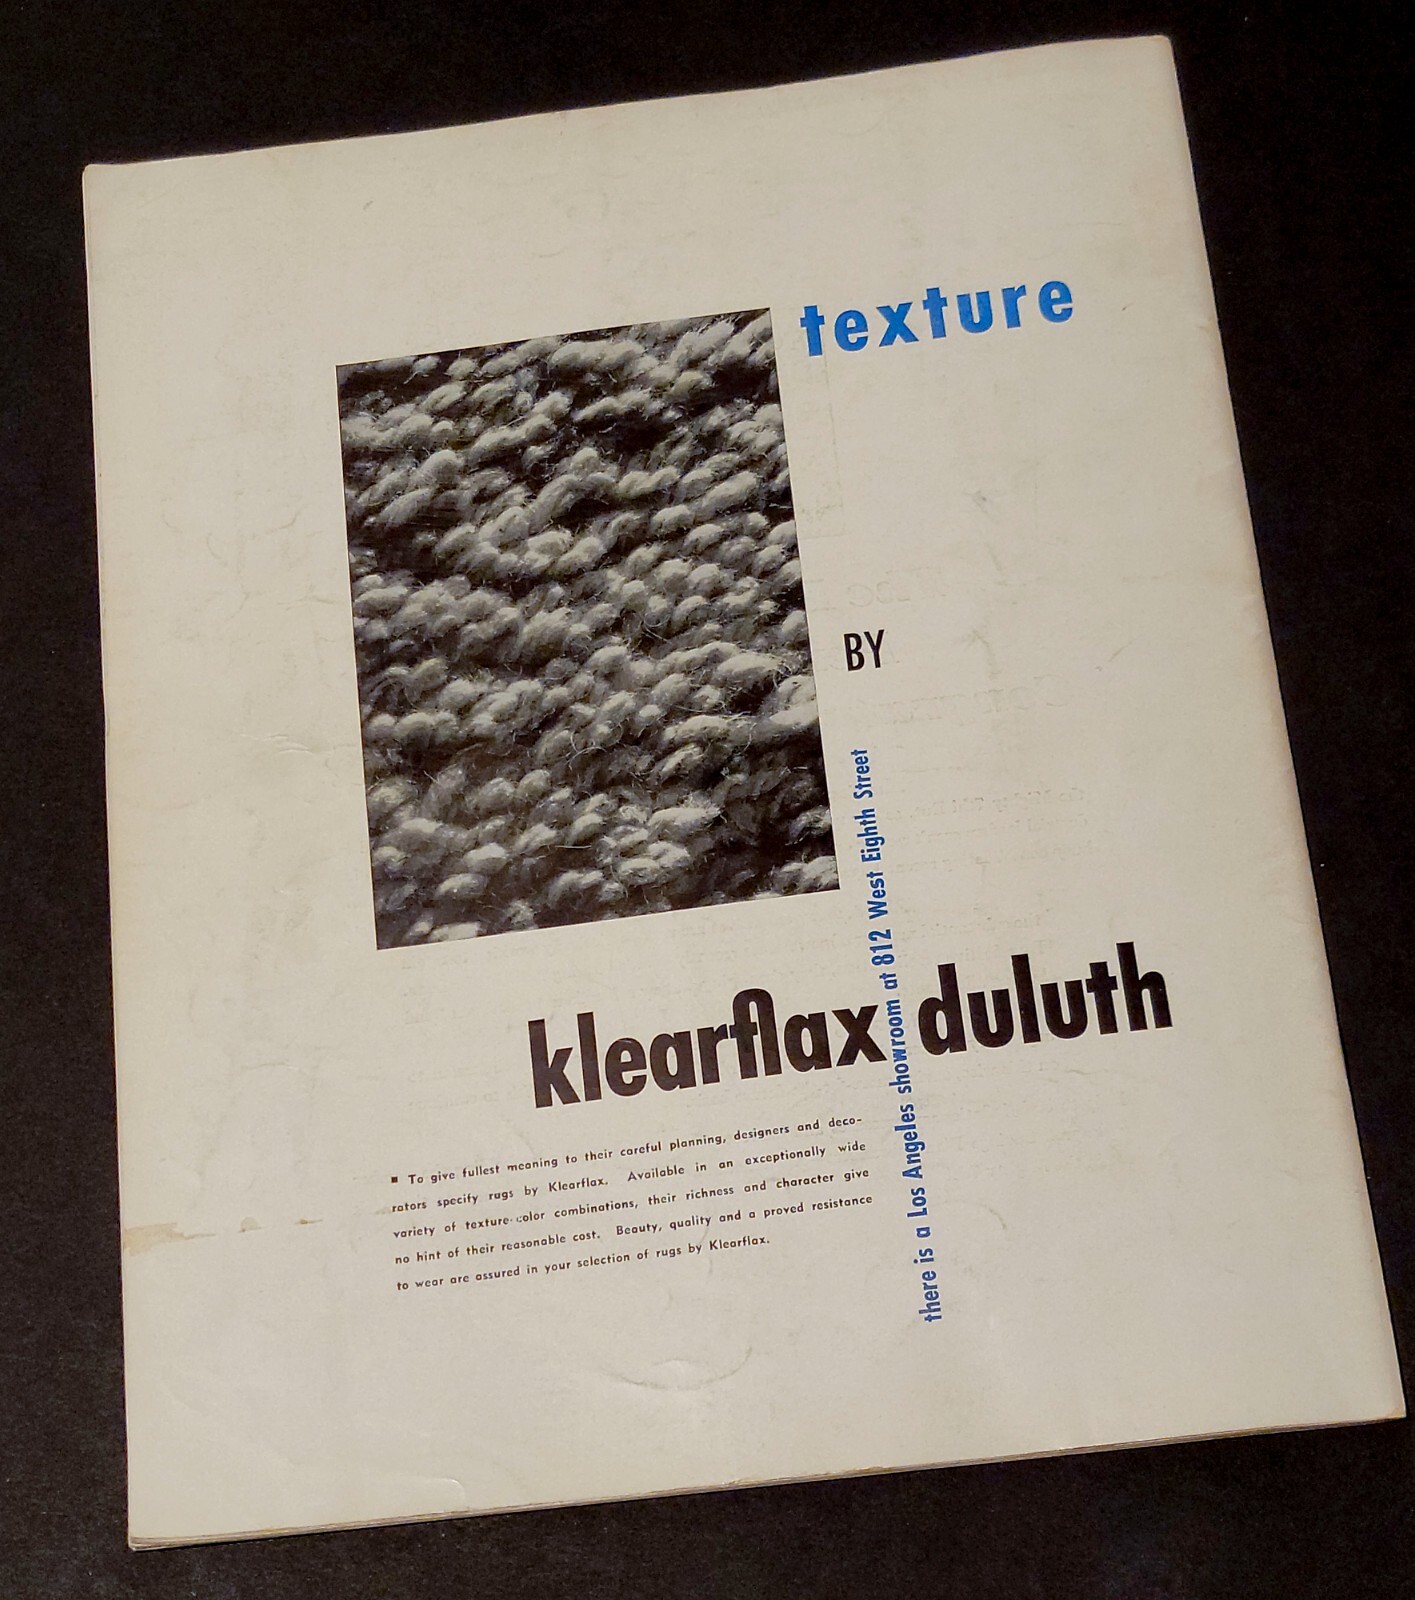 texture
BY
there is a Los Angeles showroom at 812 West Eighth Street
klearflax duluth
▪ To give fullest meaning to their careful planning, designers and deco-
rators specify rugs by Klearflax. Available in an exceptionally wide
variety of texture-color combinations, their richness and character give
no hint of their reasonable cost. Beauty, quality and a proved resistance
to wear are assured in your selection of rugs by Klearflax.